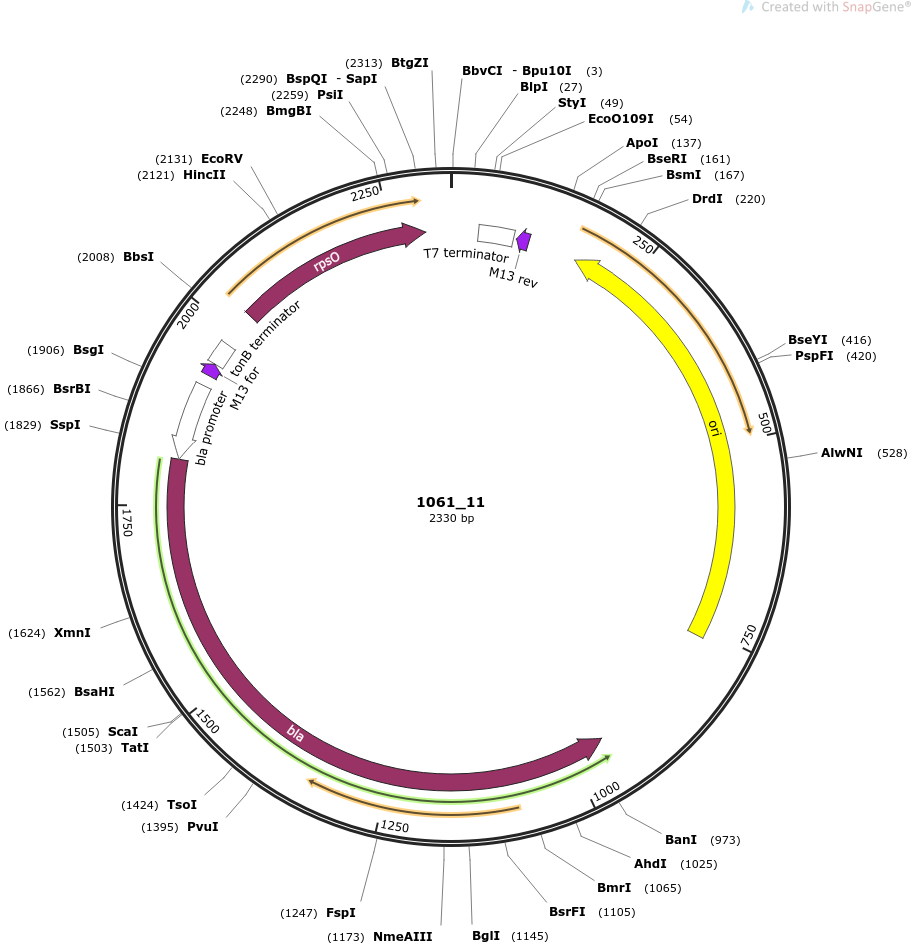 Created with SnapGene®
(2313) BtgZI
(2290) BspQI - SapI
(2259) PsiI
(2248) BmgBI
(2131) EcoRV
(2121) HincII
(2008) BbsI
(1906) BsgI
(1866) BsrBI
(1829) SspI
(1624) XmnI
(1562) BsaHI
(1505) ScaI
(1503) TatI
(1424) TsoI
(1395) PvuI
(1247) FspI
(1173) NmeAIII
BbvCI - Bpu10I (3)
BlpI (27)
StyI (49)
EcoO109I (54)
ApoI (137)
BseRI (161)
BsmI (167)
DrdI (220)
BseYI (416)
PspFI (420)
AlwNI (528)
BanI (973)
AhdI (1025)
BmrI (1065)
BsrFI (1105)
BglI (1145)
250
500
750
1000
1250
1500
1750
2000
2250
T7 terminator
M13 rev
ori
bla
bla promoter
M13 for
tonB terminator
rpsO
1061_11
2330 bp